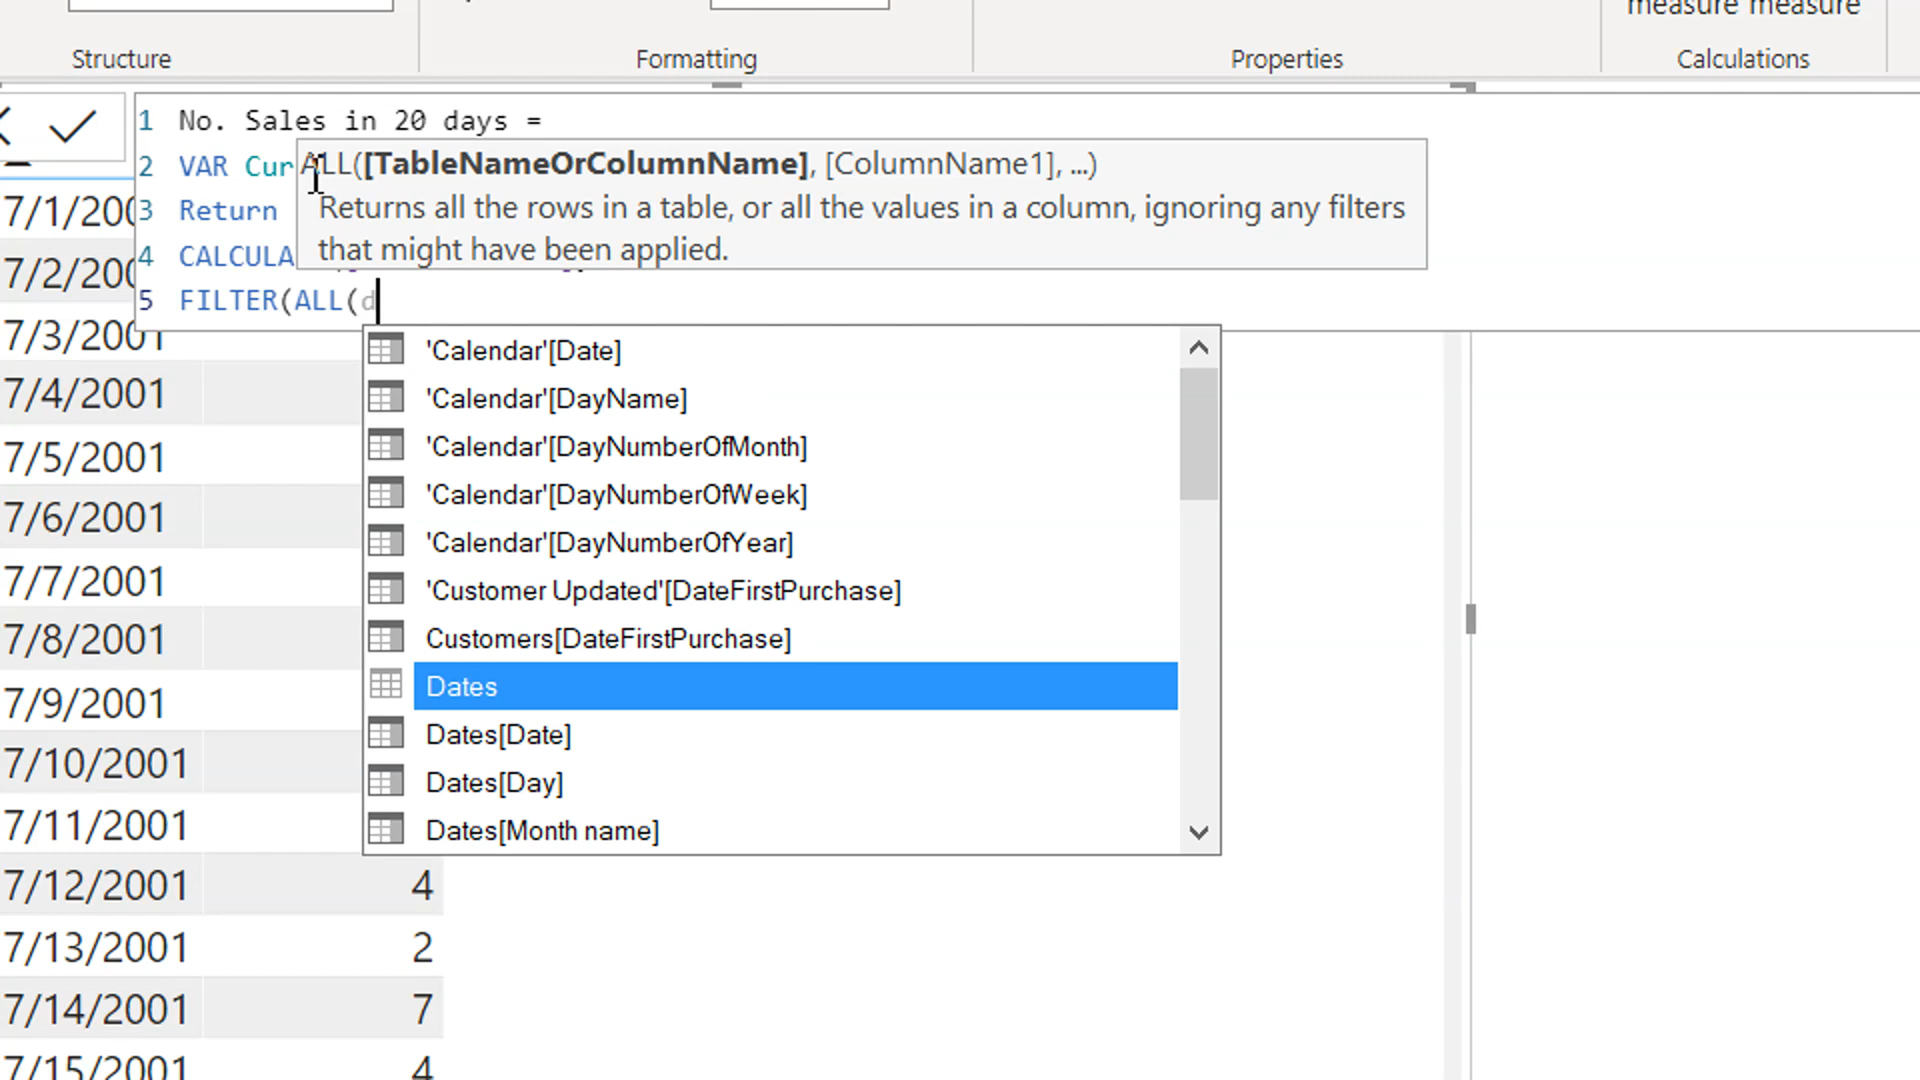 measure measure
Structure
Formatting
Properties
Calculations
1 No. Sales in 20 days =
2 VAR Cur
ALL([TableNameOrColumnName], [ColumnName1], ...)
3 Return
Returns all the rows in a table, or all the values in a column, ignoring any filters
that might have been applied.
4 CALCULA
5 FILTER(ALL(d
'Calendar'[Date]
'Calendar'[DayName]
'Calendar'[DayNumberOfMonth]
'Calendar'[DayNumberOfWeek]
'Calendar'[DayNumberOfYear]
'Customer Updated'[DateFirstPurchase]
Customers[DateFirstPurchase]
Dates
Dates[Date]
Dates[Day]
Dates[Month name]
7/1/200
7/2/200
7/3/2001
7/4/2001
7/5/2001
7/6/2001
7/7/2001
7/8/2001
7/9/2001
7/10/2001
7/11/2001
7/12/2001 4
7/13/2001 2
7/14/2001 7
7/15/2001 4